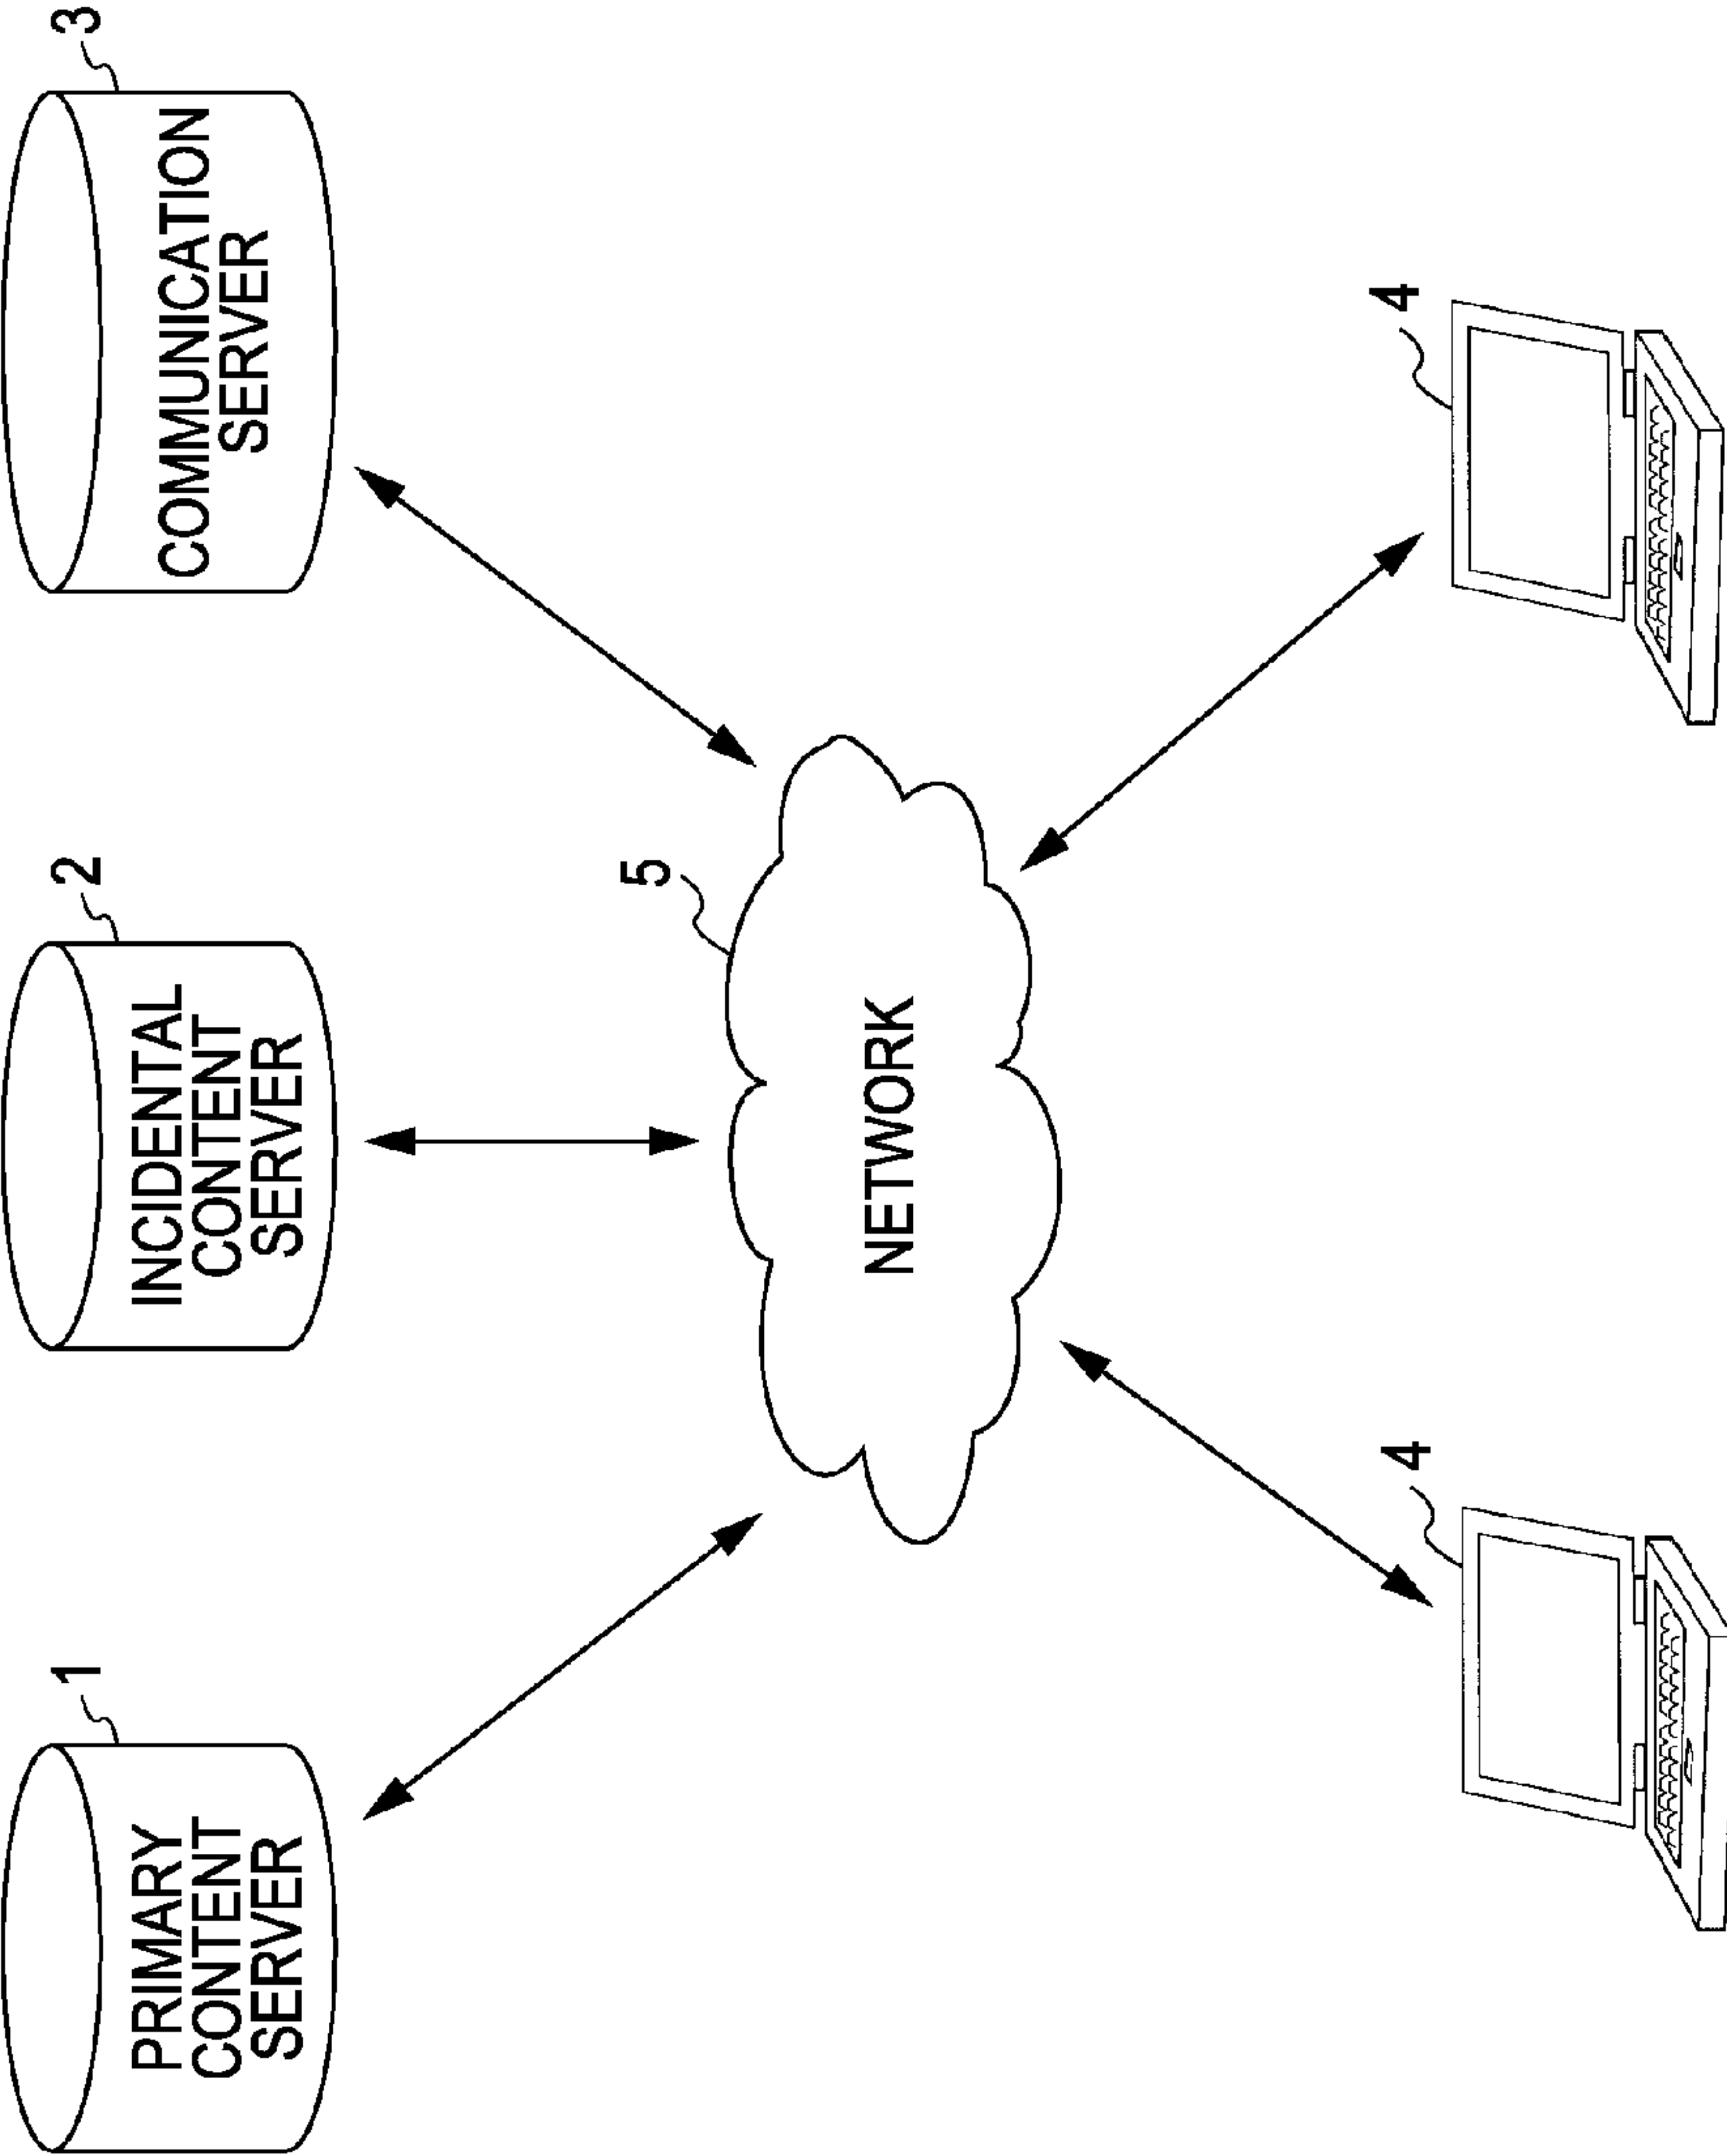 1
PRIMARY
CONTENT
SERVER
2
INCIDENTAL
CONTENT
SERVER
3
COMMUNICATION
SERVER
5
NETWORK
4
4